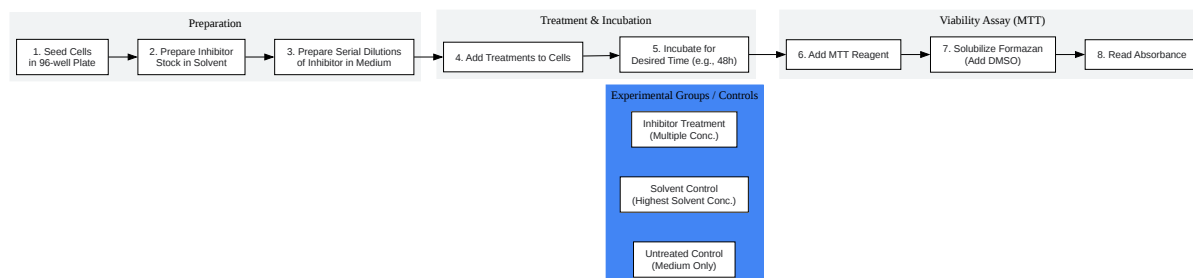 Preparation
1. Seed Cells
in 96-well Plate
2. Prepare Inhibitor
Stock in Solvent
3. Prepare Serial Dilutions
of Inhibitor in Medium
Treatment & Incubation
4. Add Treatments to Cells
5. Incubate for
Desired Time (e.g., 48h)
Viability Assay (MTT)
6. Add MTT Reagent
7. Solubilize Formazan
(Add DMSO)
8. Read Absorbance
Experimental Groups / Controls
Inhibitor Treatment
(Multiple Conc.)
Solvent Control
(Highest Solvent Conc.)
Untreated Control
(Medium Only)